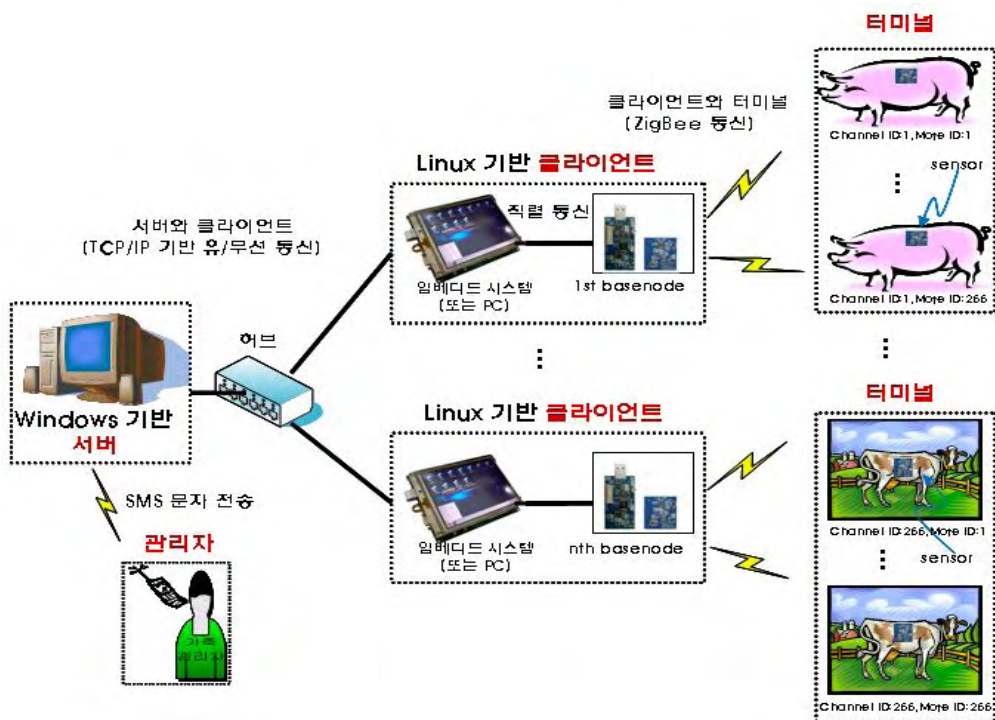 터미널
Channel ID:1,Mote ID:1
sensor
Channel ID:1, Mote ID:266
클라이언트와 터미널
(ZigBee 통신)
Linux 기반 클라이언트
직렬 통신
임베디드 시스템
(또는 PC)
1st basenode
서버와 클라이언트
(TCP/IP 기반 유/무선 통신)
허브
Windows 기반
서버
Linux 기반 클라이언트
임베디드 시스템
(또는 PC)
nth basenode
터미널
Channel ID:266,Mote ID:1
sensor
Channel ID:266, Mote ID:266
SMS 문자 전송
관리자
가축
관리자